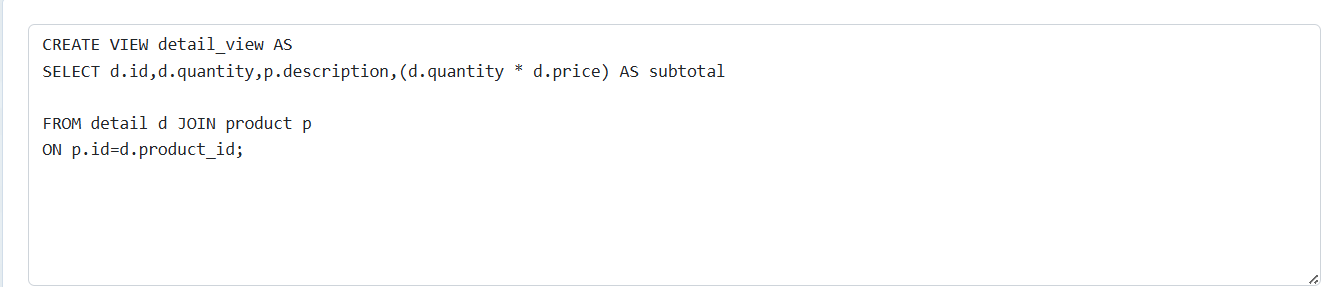 CREATE VIEW detail_view AS
SELECT d.id,d.quantity,p.description,(d.quantity * d.price) AS subtotal
FROM detail d JOIN product p
ON p.id=d.product_id;